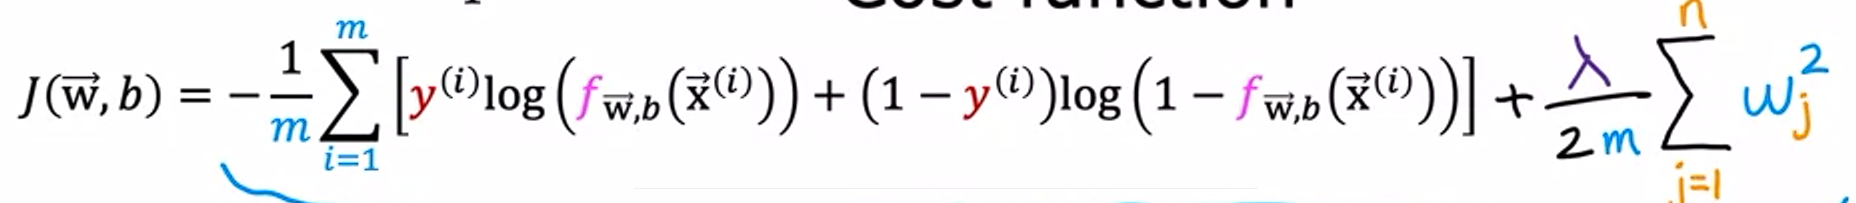 Cost function
J(w⃗, b) = −1/m ∑_{i=1}^{m} [y^{(i)} log(f_{w⃗,b}(x⃗^{(i)})) + (1 − y^{(i)}) log(1 − f_{w⃗,b}(x⃗^{(i)}))] + λ/2m ∑_{j=1}^{n} w_j^2